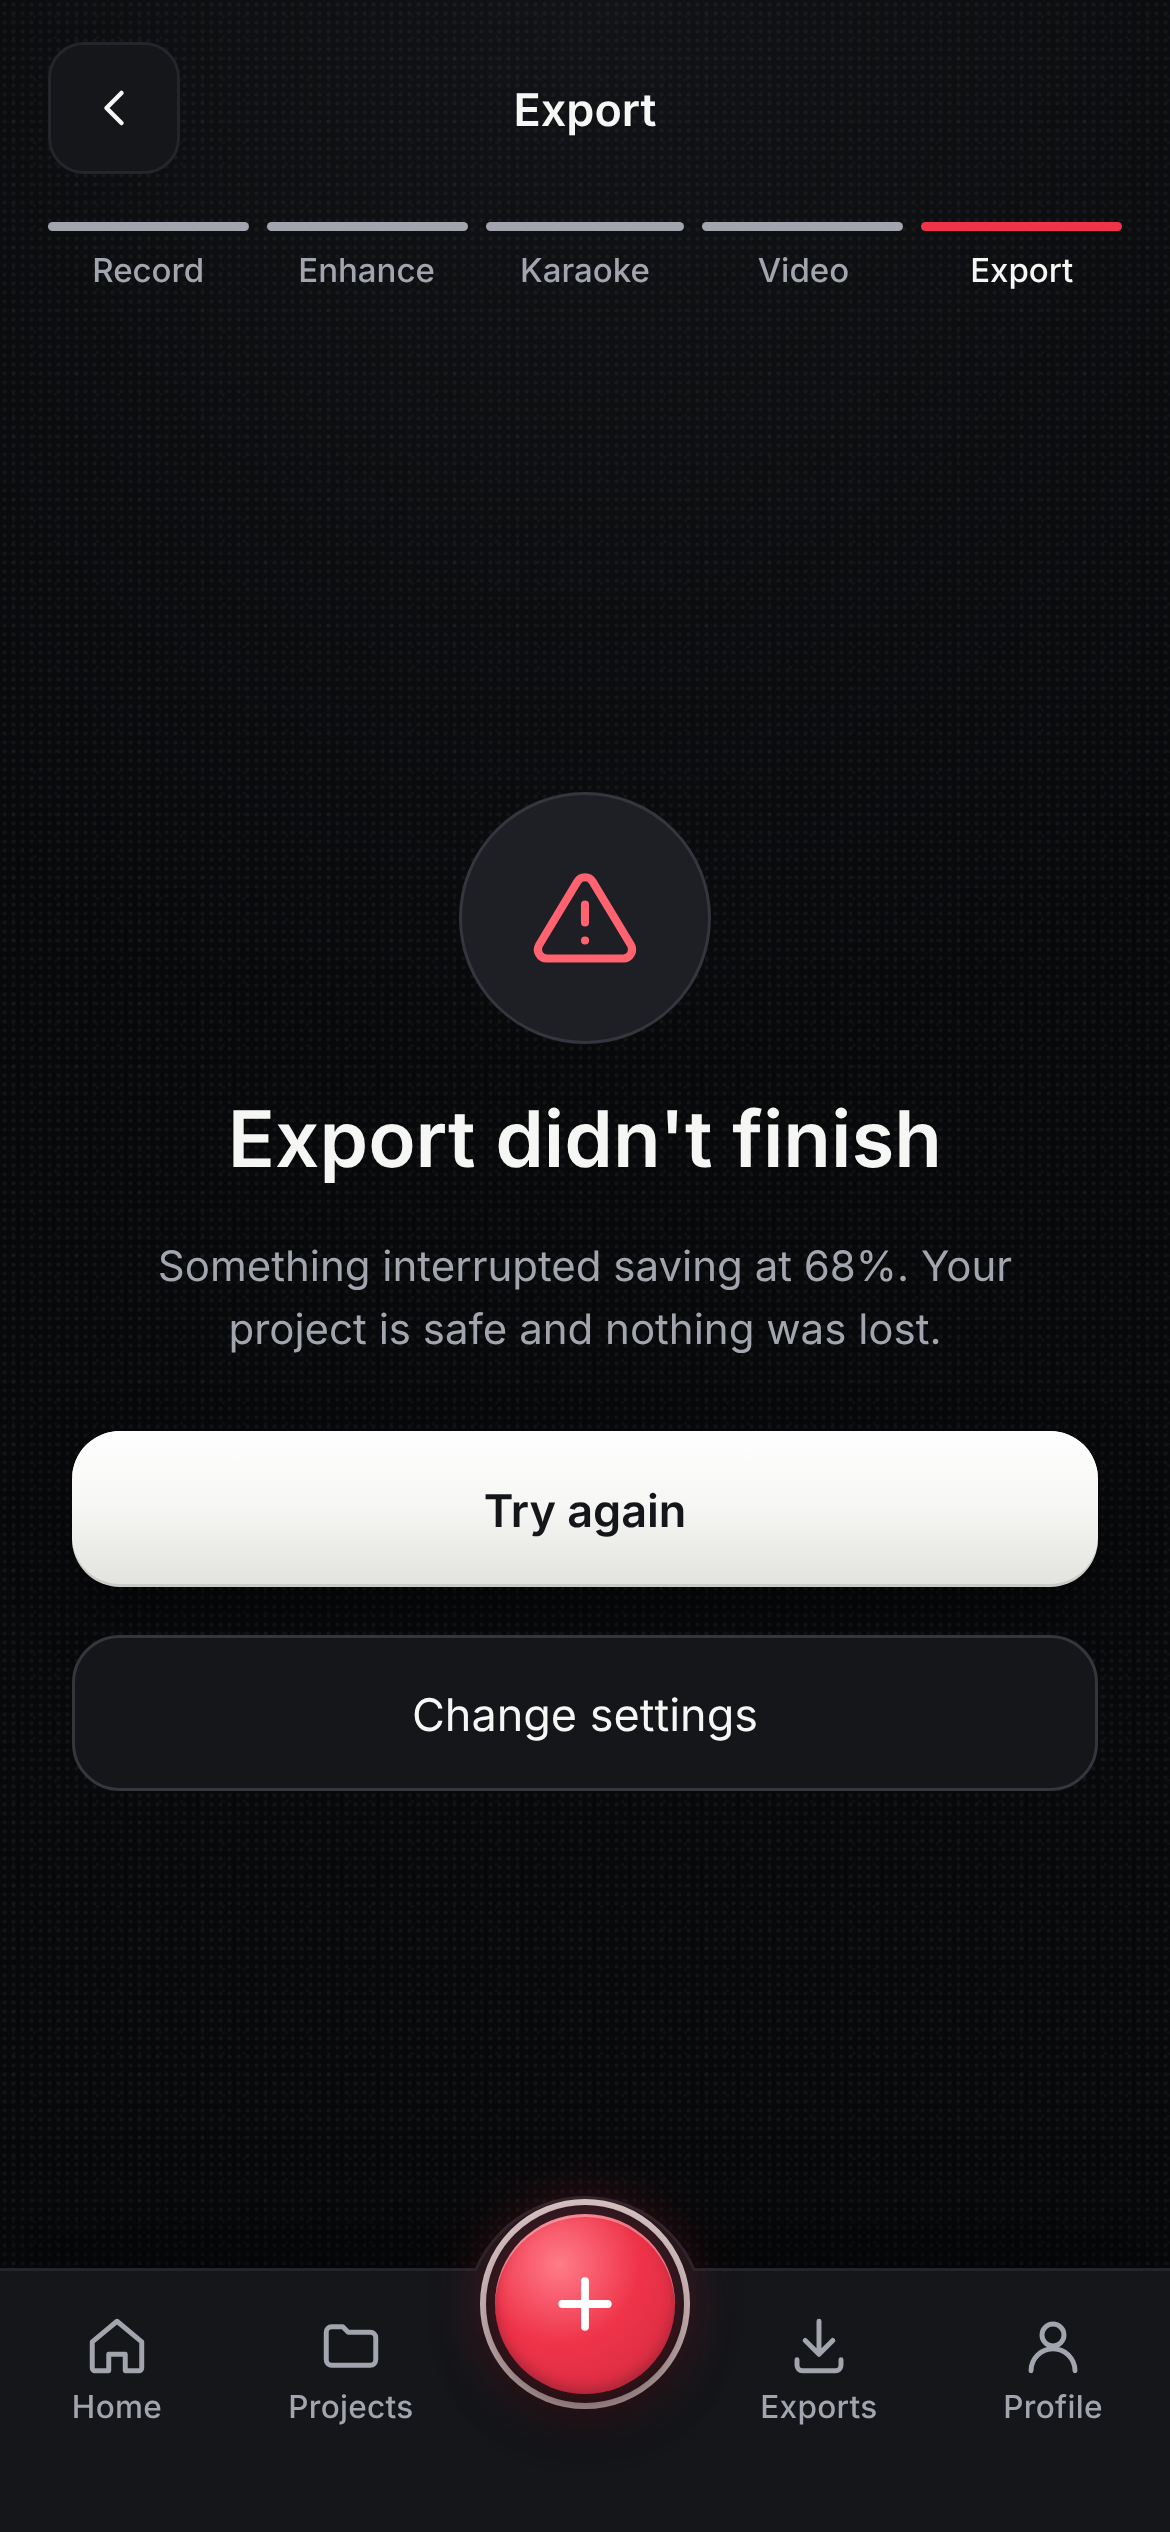 Export
Record
Enhance
Karaoke
Video
Export
Export didn't finish
Something interrupted saving at 68%. Your
project is safe and nothing was lost.
Try again
Change settings
Home
Projects
Exports
Profile